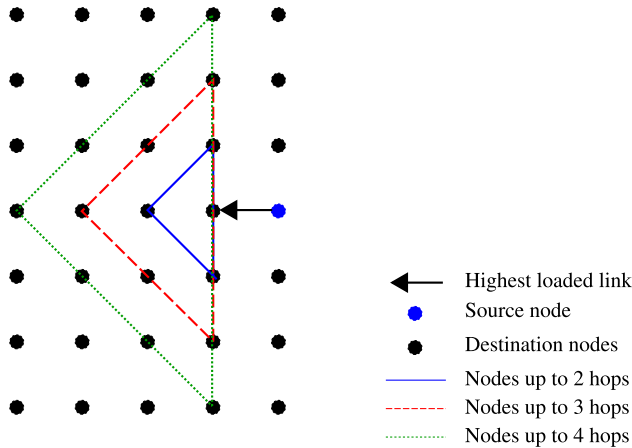 Highest loaded link
Source node
Destination nodes
Nodes up to 2 hops
Nodes up to 3 hops
Nodes up to 4 hops